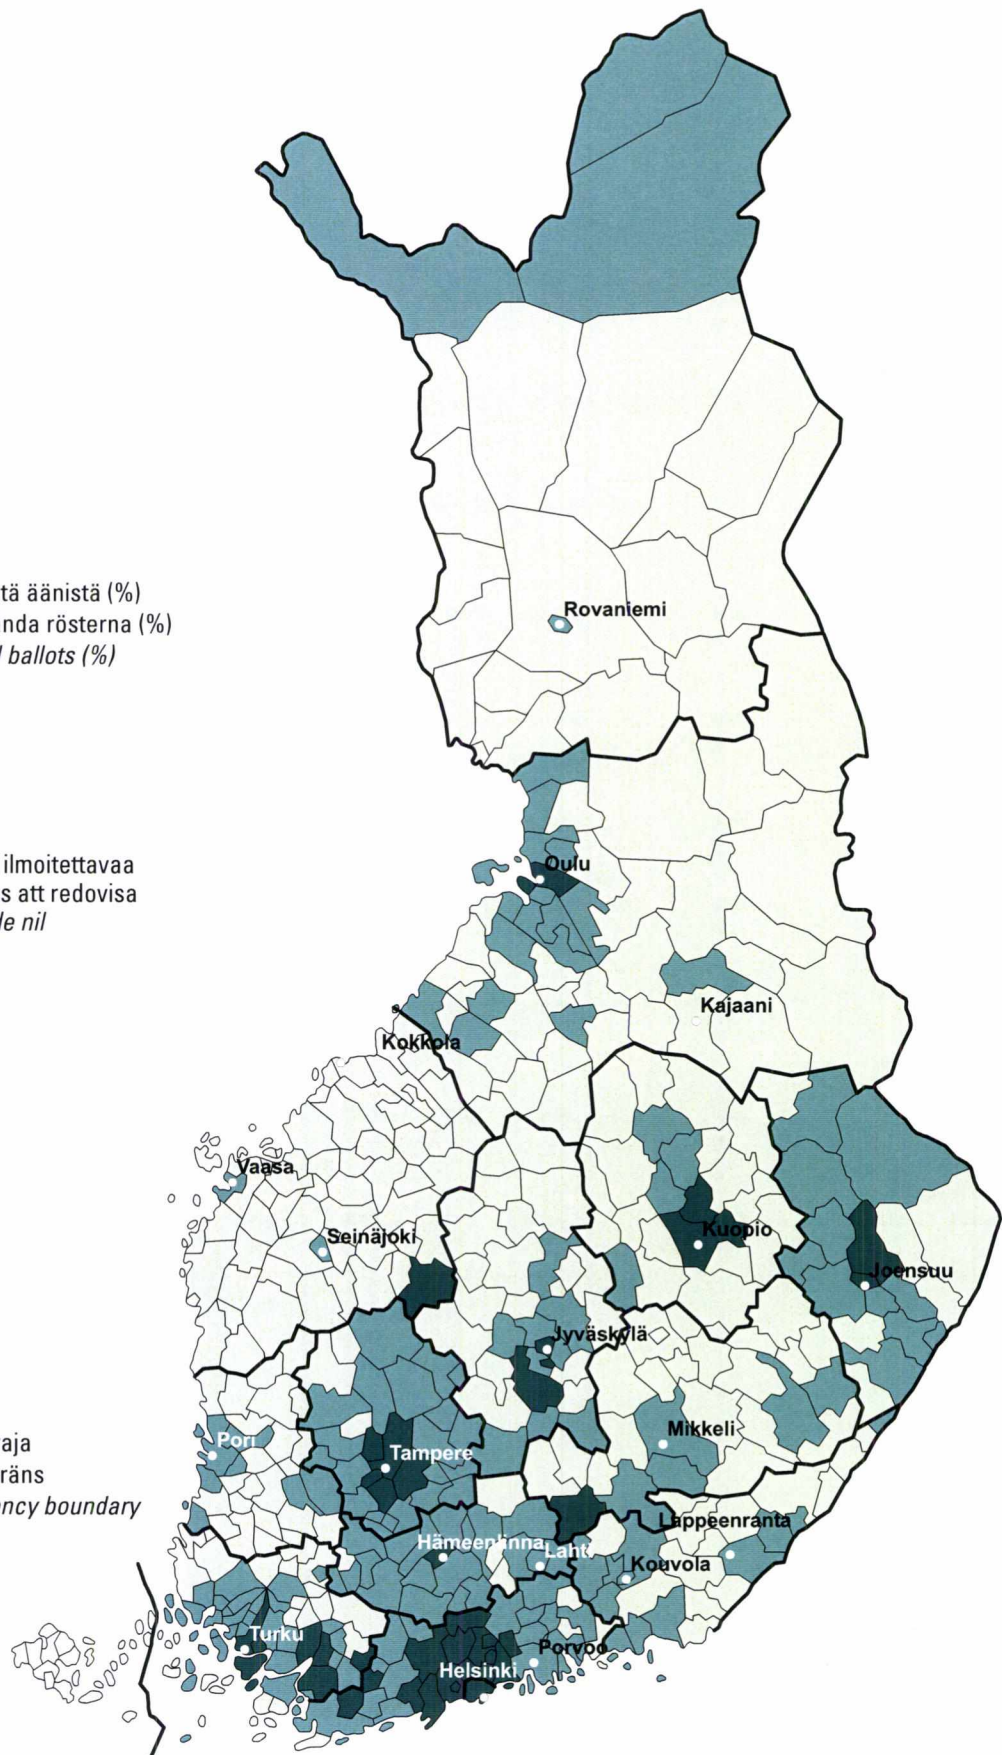 tä äänistä (%)
nda rösterna (%)
ballots (%)
Rovaniemi
ilmoitettavaa
s att redovisa
le nil
Oulu
Kajaani
Kokkola
Vaasa
Seinäjoki
Kuopio
Joensuu
Jyväskylä
Mikkeli
Pori
Tampere
aja
räns
ncy boundary
Lappeenranta
Hämeenlinna
Lahti
Kouvola
Turku
Porvoo
Helsinki